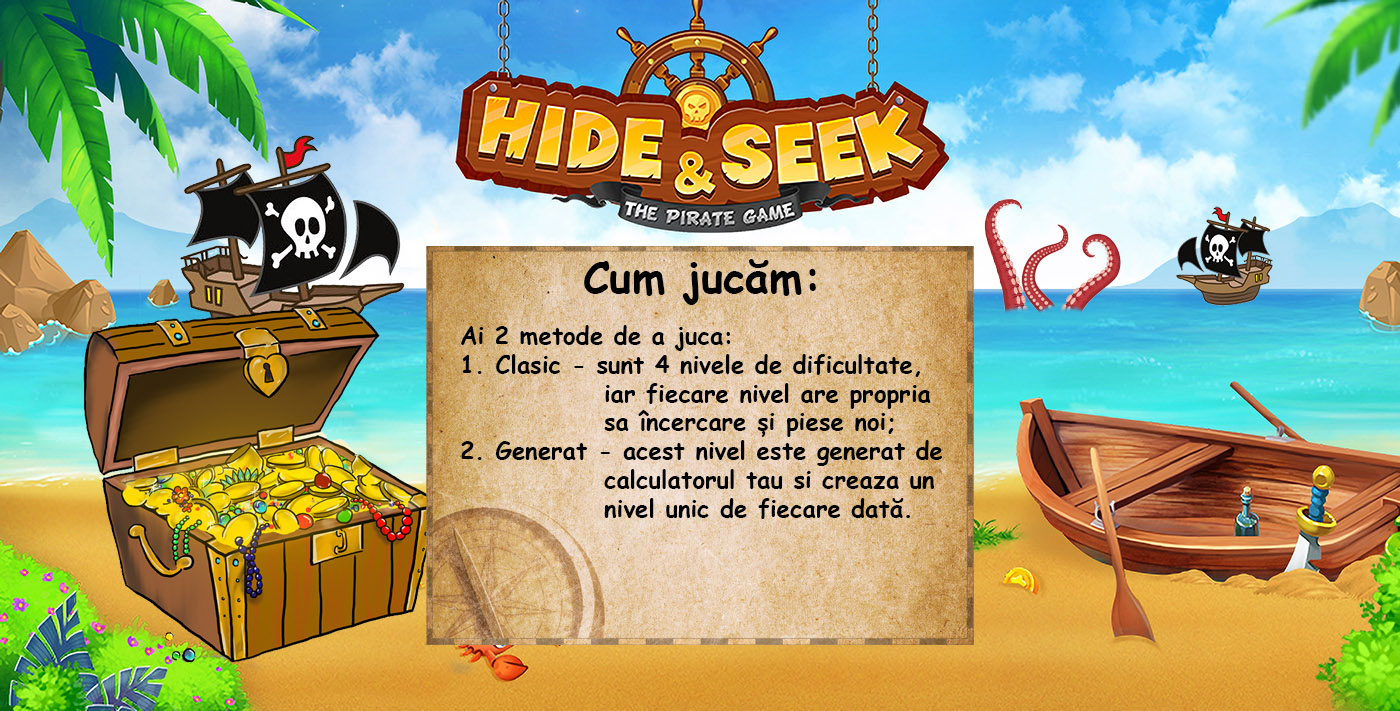 HIDE & SEEK
THE PIRATE GAME
Cum jucăm:
Ai 2 metode de a juca:
1. Clasic - sunt 4 nivele de dificultate,
iar fiecare nivel are propria
sa încercare și piese noi;
2. Generat - acest nivel este generat de
calculatorul tau si creaza un
nivel unic de fiecare dată.